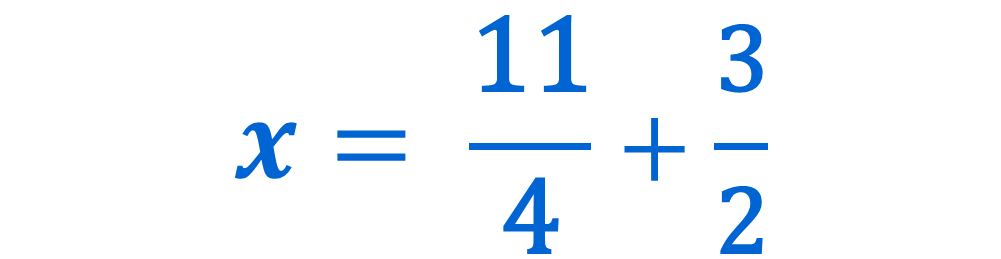 x = 11/4 + 3/2